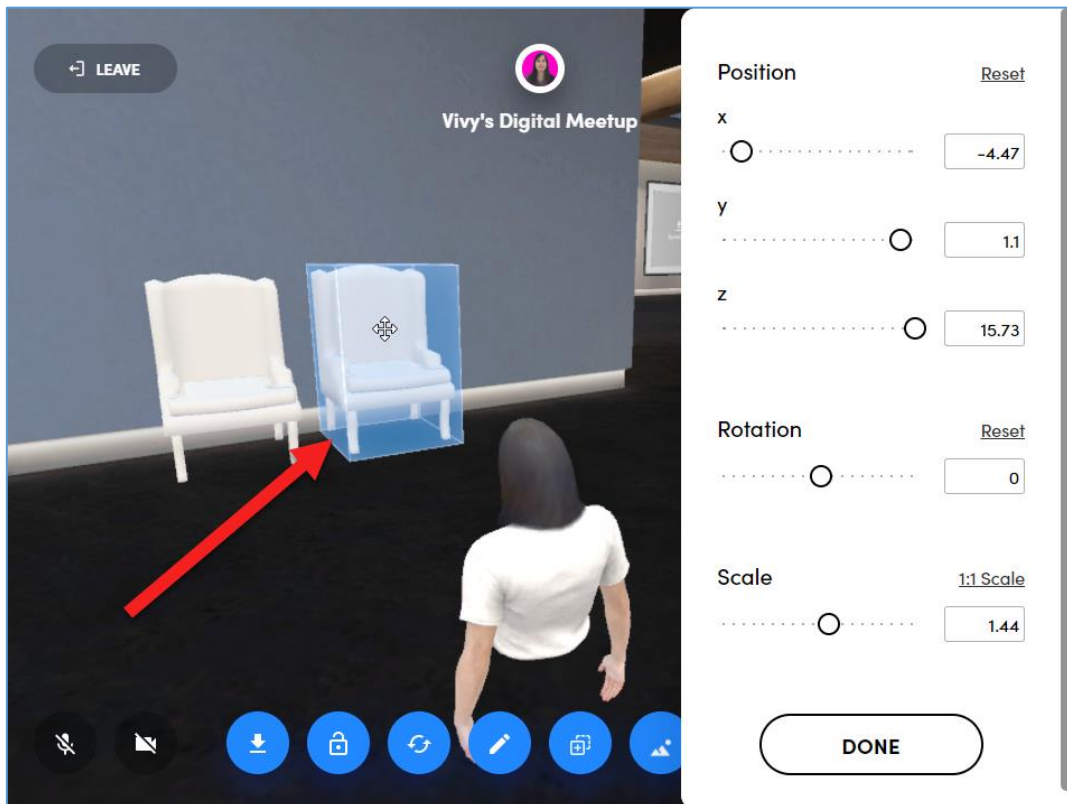 LEAVE
Vivy's Digital Meetup
Position
Reset
x
-4.47
y
1.1
z
15.73
Rotation
Reset
0
Scale
1:1 Scale
1.44
DONE